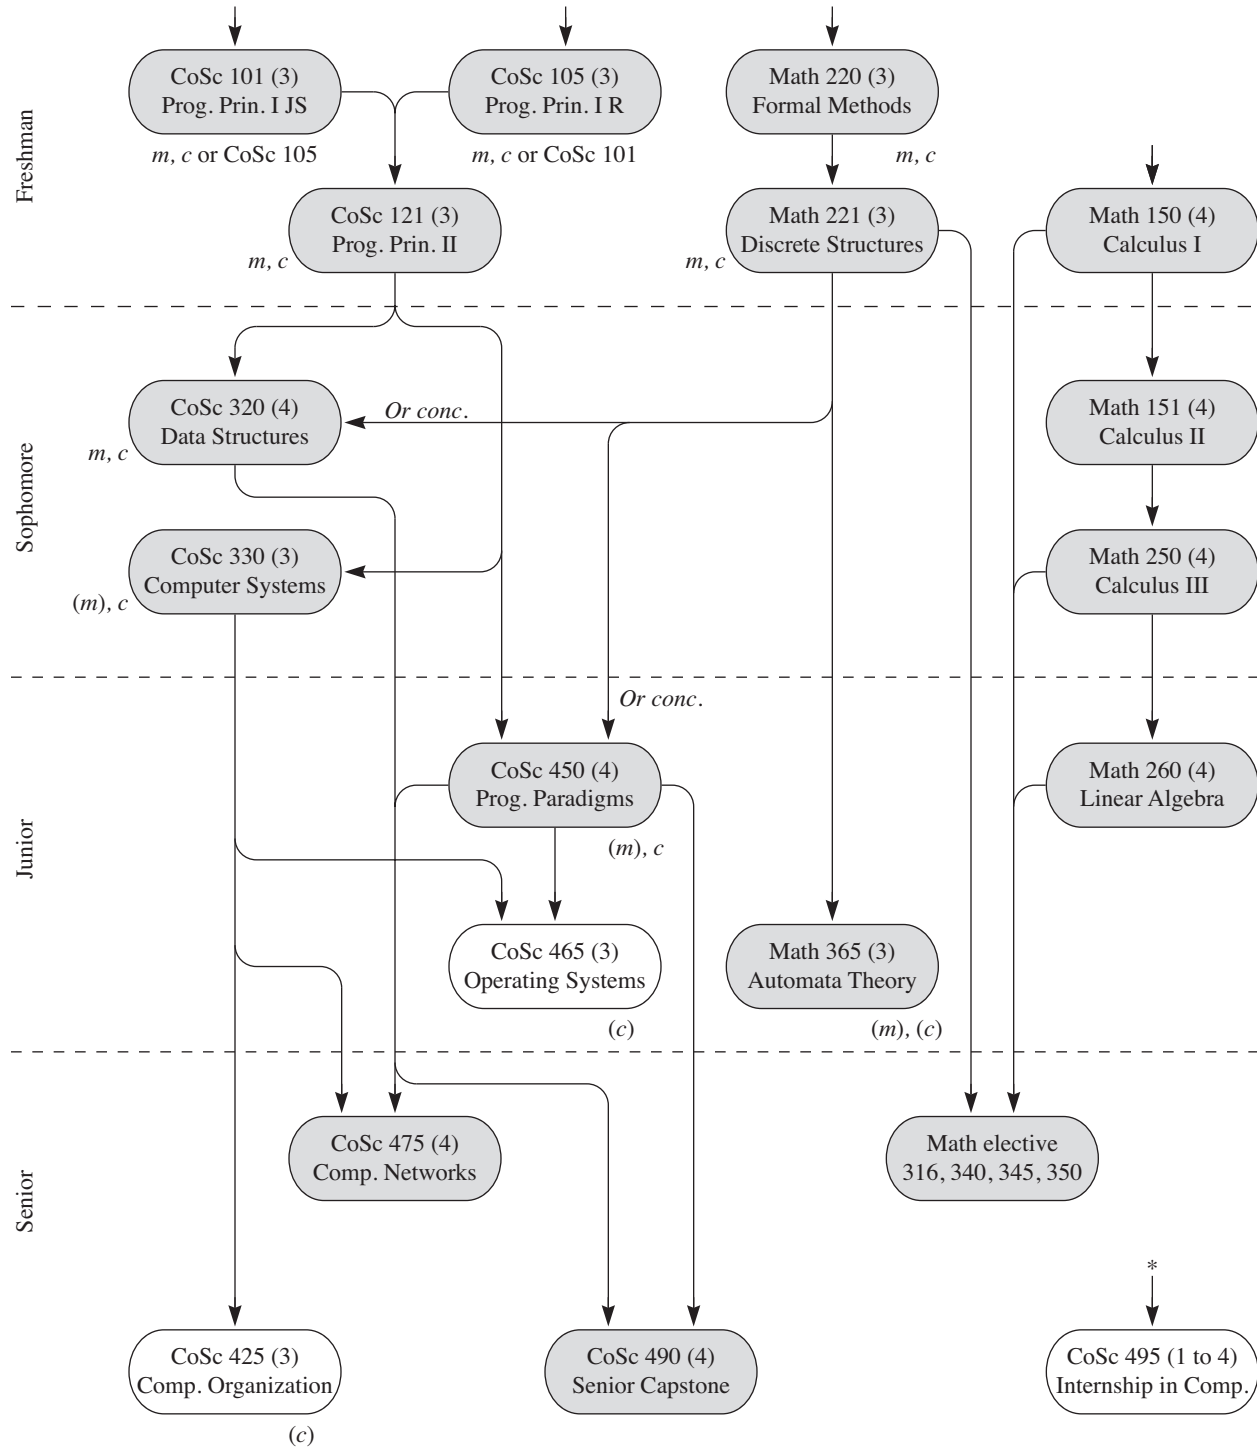 CoSc 101 (3)
Prog. Prin. I JS
m, c or CoSc 105
CoSc 105 (3)
Prog. Prin. I R
m, c or CoSc 101
Math 220 (3)
Formal Methods
m, c
Freshman
CoSc 121 (3)
Prog. Prin. II
m, c
Math 221 (3)
Discrete Structures
m, c
Math 150 (4)
Calculus I
Sophomore
CoSc 320 (4)
Data Structures
m, c
Or conc.
Math 151 (4)
Calculus II
CoSc 330 (3)
Computer Systems
(m), c
Math 250 (4)
Calculus III
Or conc.
Junior
CoSc 450 (4)
Prog. Paradigms
(m), c
Math 260 (4)
Linear Algebra
CoSc 465 (3)
Operating Systems
(c)
Math 365 (3)
Automata Theory
(m), (c)
Senior
CoSc 475 (4)
Comp. Networks
Math elective
316, 340, 345, 350
*
CoSc 425 (3)
Comp. Organization
(c)
CoSc 490 (4)
Senior Capstone
CoSc 495 (1 to 4)
Internship in Comp.